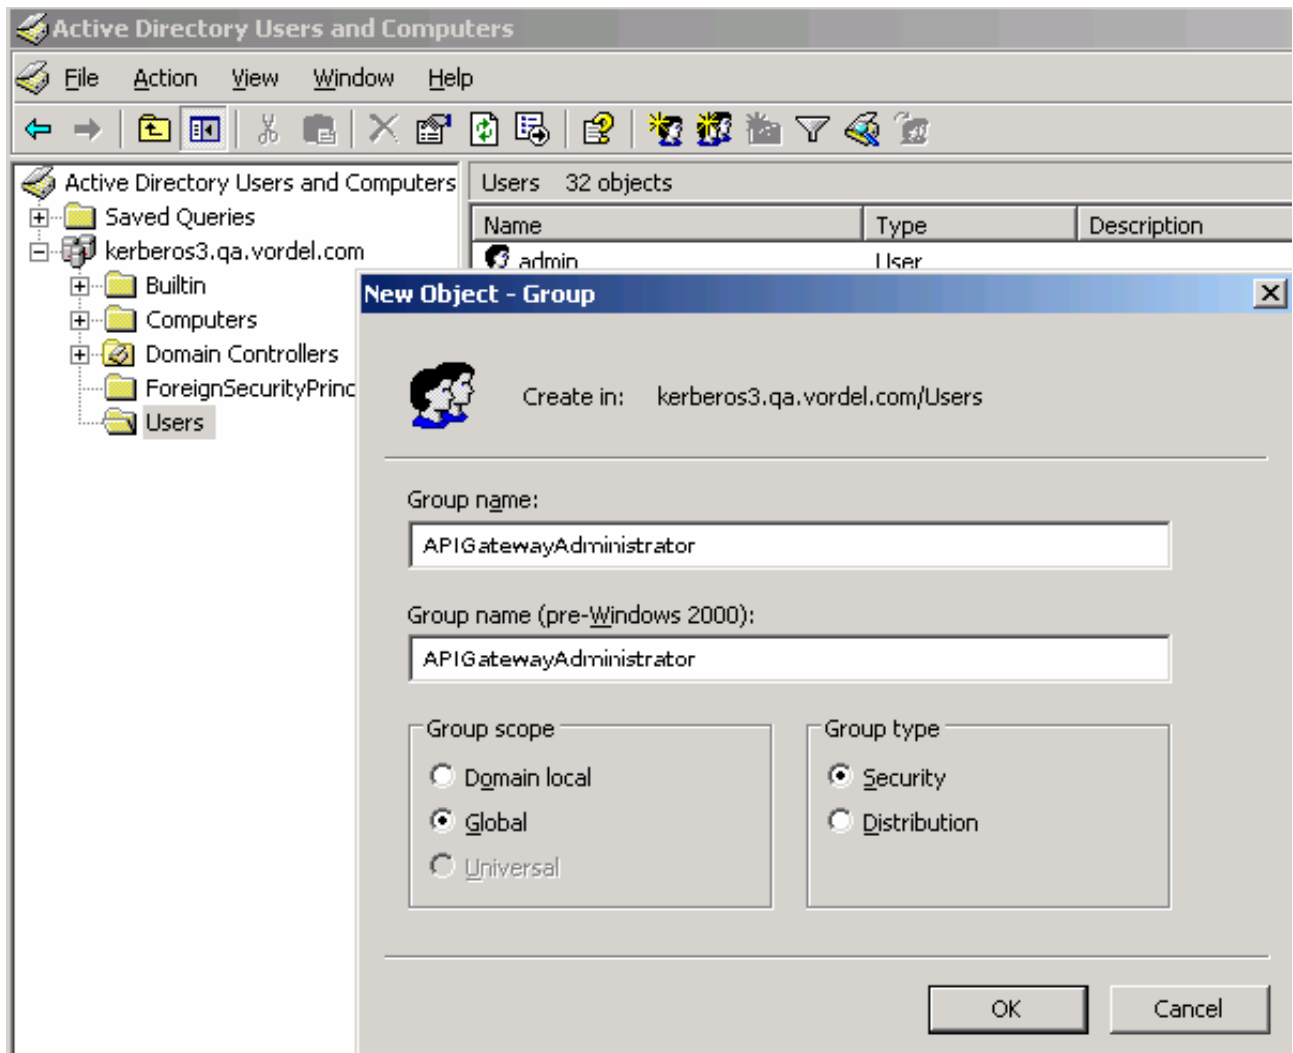 Active Directory Users and Computers
File Action View Window Help
Active Directory Users and Computers
Users 32 objects
Saved Queries
Name Type Description
kerberos3.qa.vordel.com
admin User
Builtin
New Object - Group
Computers
Domain Controllers
ForeignSecurityPrinc
Create in: kerberos3.qa.vordel.com/Users
Users
Group name:
APIGatewayAdministrator
Group name (pre-Windows 2000):
APIGatewayAdministrator
Group scope
Group type
Domain local
Security
Global
Distribution
Universal
OK
Cancel